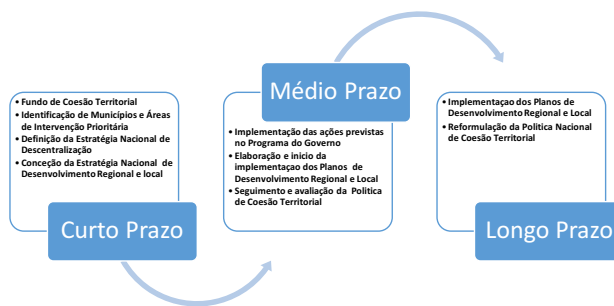 • Fundo de Coesão Territorial
• Identificação de Municípios e Áreas
de Intervenção Prioritária
• Definição da Estratégia Nacional de
Descentralização
• Conceção da Estratégia Nacional de
Desenvolvimento Regional e local
Curto Prazo
Médio Prazo
• Implementação das ações previstas
no Programa do Governo
• Elaboração e inicio da
implementaçao dos Planos de
Desenvolvimento Regional e Local
• Seguimento e avaliação da Politica
de Coesão Territorial
• Implementaçao dos Planos de
Desenvolvimento Regional e Local
• Reformulação da Politica Nacional
de Coesão Territorial
Longo Prazo